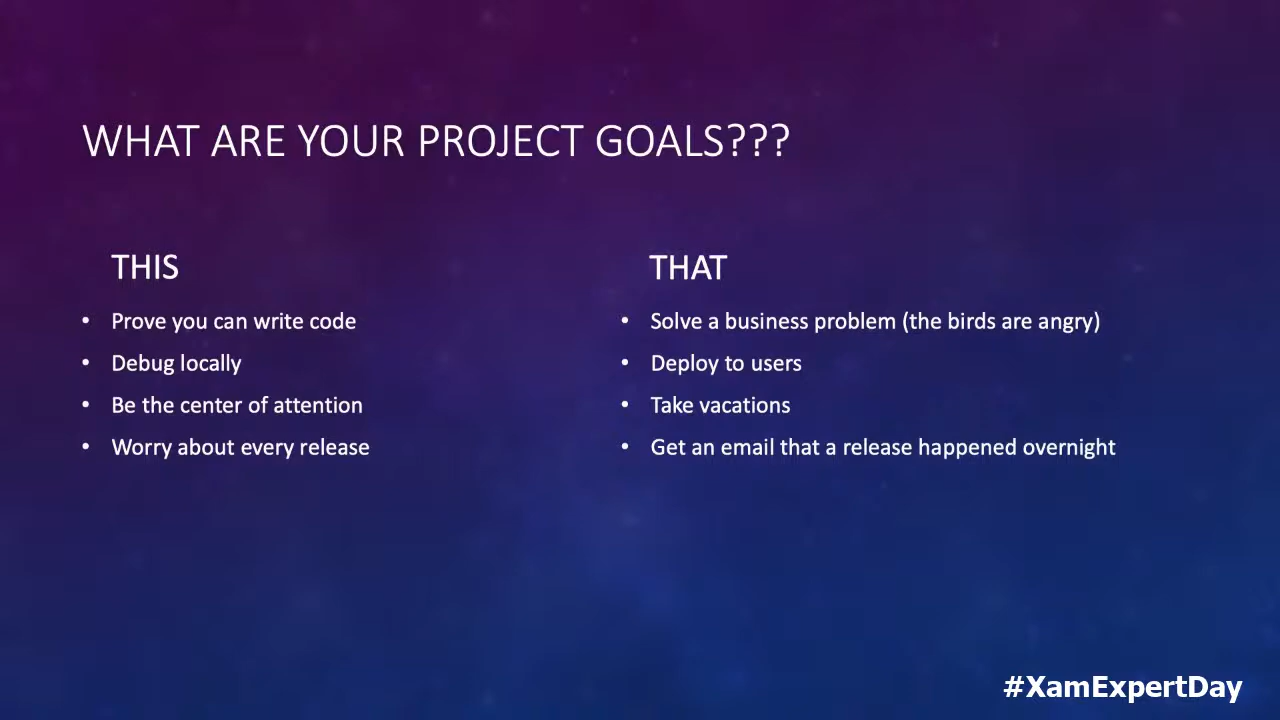 WHAT ARE YOUR PROJECT GOALS???
THIS
• Prove you can write code
• Debug locally
• Be the center of attention
• Worry about every release
THAT
• Solve a business problem (the birds are angry)
• Deploy to users
• Take vacations
• Get an email that a release happened overnight
#XamExpertDay